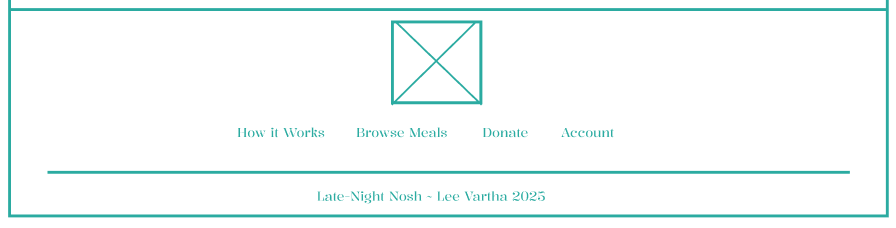 How it Works Browse Meals Donate Account
Late-Night Nosh - Lee Vartha 2025